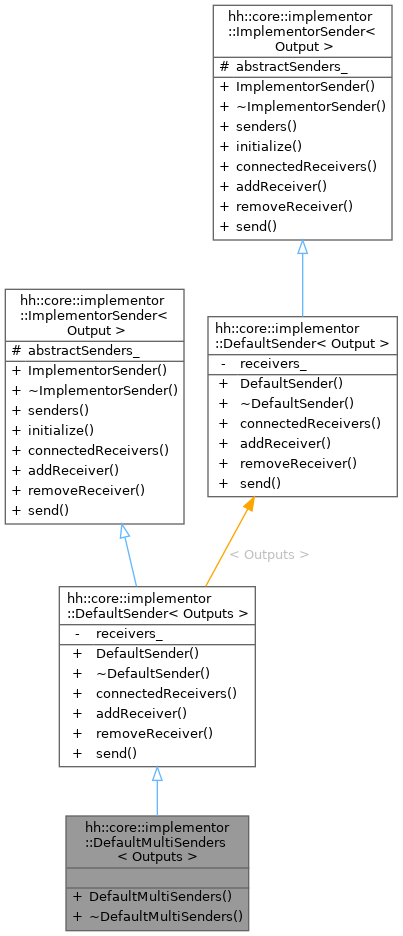 hh::core::implementor
::ImplementorSender<
Output >
# abstractSenders_
+ ImplementorSender()
+ ~ImplementorSender()
+ senders()
+ initialize()
+ connectedReceivers()
+ addReceiver()
+ removeReceiver()
+ send()
hh::core::implementor
::ImplementorSender<
Output >
# abstractSenders_
+ ImplementorSender()
+ ~ImplementorSender()
+ senders()
+ initialize()
+ connectedReceivers()
+ addReceiver()
+ removeReceiver()
+ send()
hh::core::implementor
::DefaultSender< Output >
- receivers_
+ DefaultSender()
+ ~DefaultSender()
+ connectedReceivers()
+ addReceiver()
+ removeReceiver()
+ send()
< Outputs >
hh::core::implementor
::DefaultSender< Outputs >
- receivers_
+ DefaultSender()
+ ~DefaultSender()
+ connectedReceivers()
+ addReceiver()
+ removeReceiver()
+ send()
hh::core::implementor
::DefaultMultiSenders
< Outputs >
+ DefaultMultiSenders()
+ ~DefaultMultiSenders()